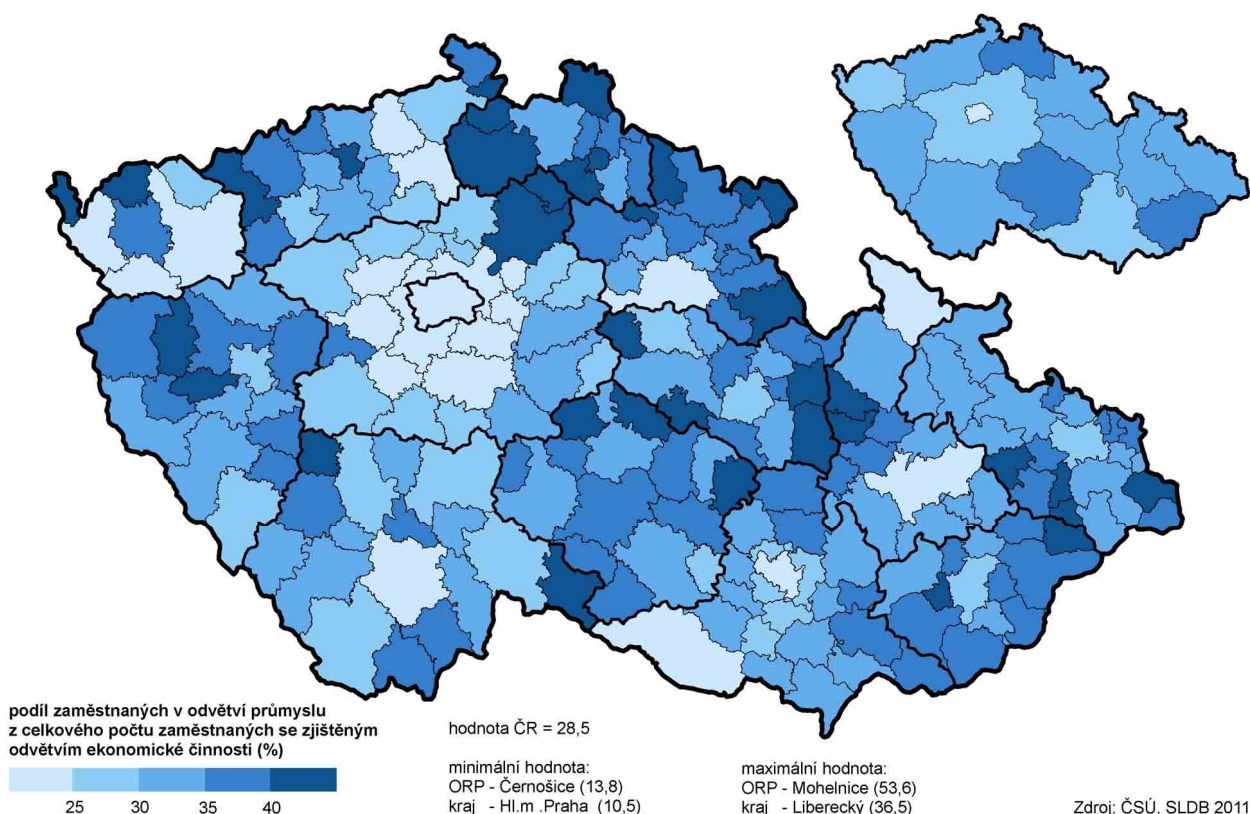 podíl zaměstnaných v odvětví průmyslu
z celkového počtu zaměstnaných se zjištěným
odvětvím ekonomické činnosti (%)
25 30 35 40
hodnota ČR = 28,5
minimální hodnota:
ORP - Černošice (13,8)
kraj - Hl.m .Praha (10,5)
maximální hodnota:
ORP - Mohelnice (53,6)
kraj - Liberecký (36,5)
Zdroj: ČSÚ, SLDB 2011